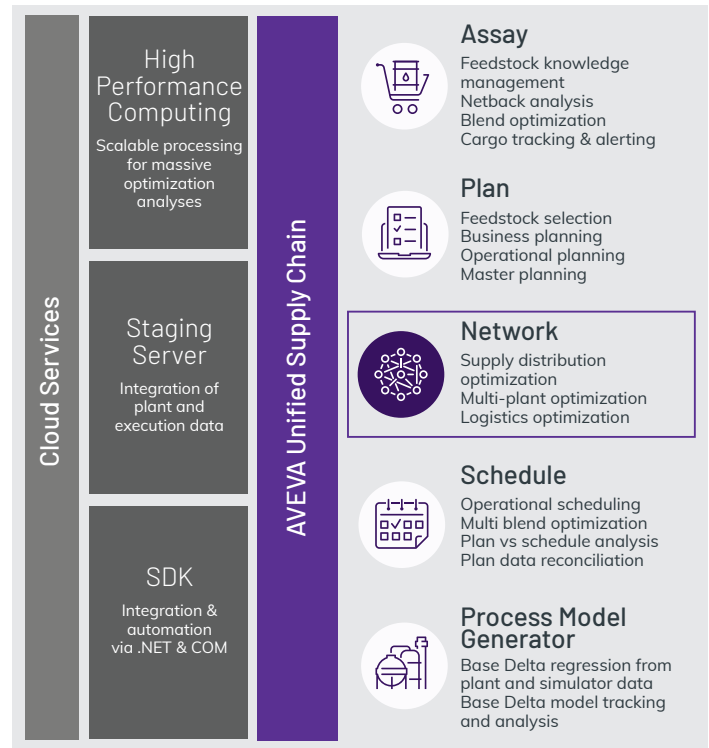 Cloud Services
High
Performance
Computing
Scalable processing
for massive
optimization
analyses
Staging
Server
Integration of
plant and
execution data
SDK
Integration &
automation
via .NET & COM
AVEVA Unified Supply Chain
Assay
Feedstock knowledge
management
Netback analysis
Blend optimization
Cargo tracking & alerting
Plan
Feedstock selection
Business planning
Operational planning
Master planning
Network
Supply distribution
optimization
Multi-plant optimization
Logistics optimization
Schedule
Operational scheduling
Multi blend optimization
Plan vs schedule analysis
Plan data reconciliation
Process Model
Generator
Base Delta regression from
plant and simulator data
Base Delta model tracking
and analysis